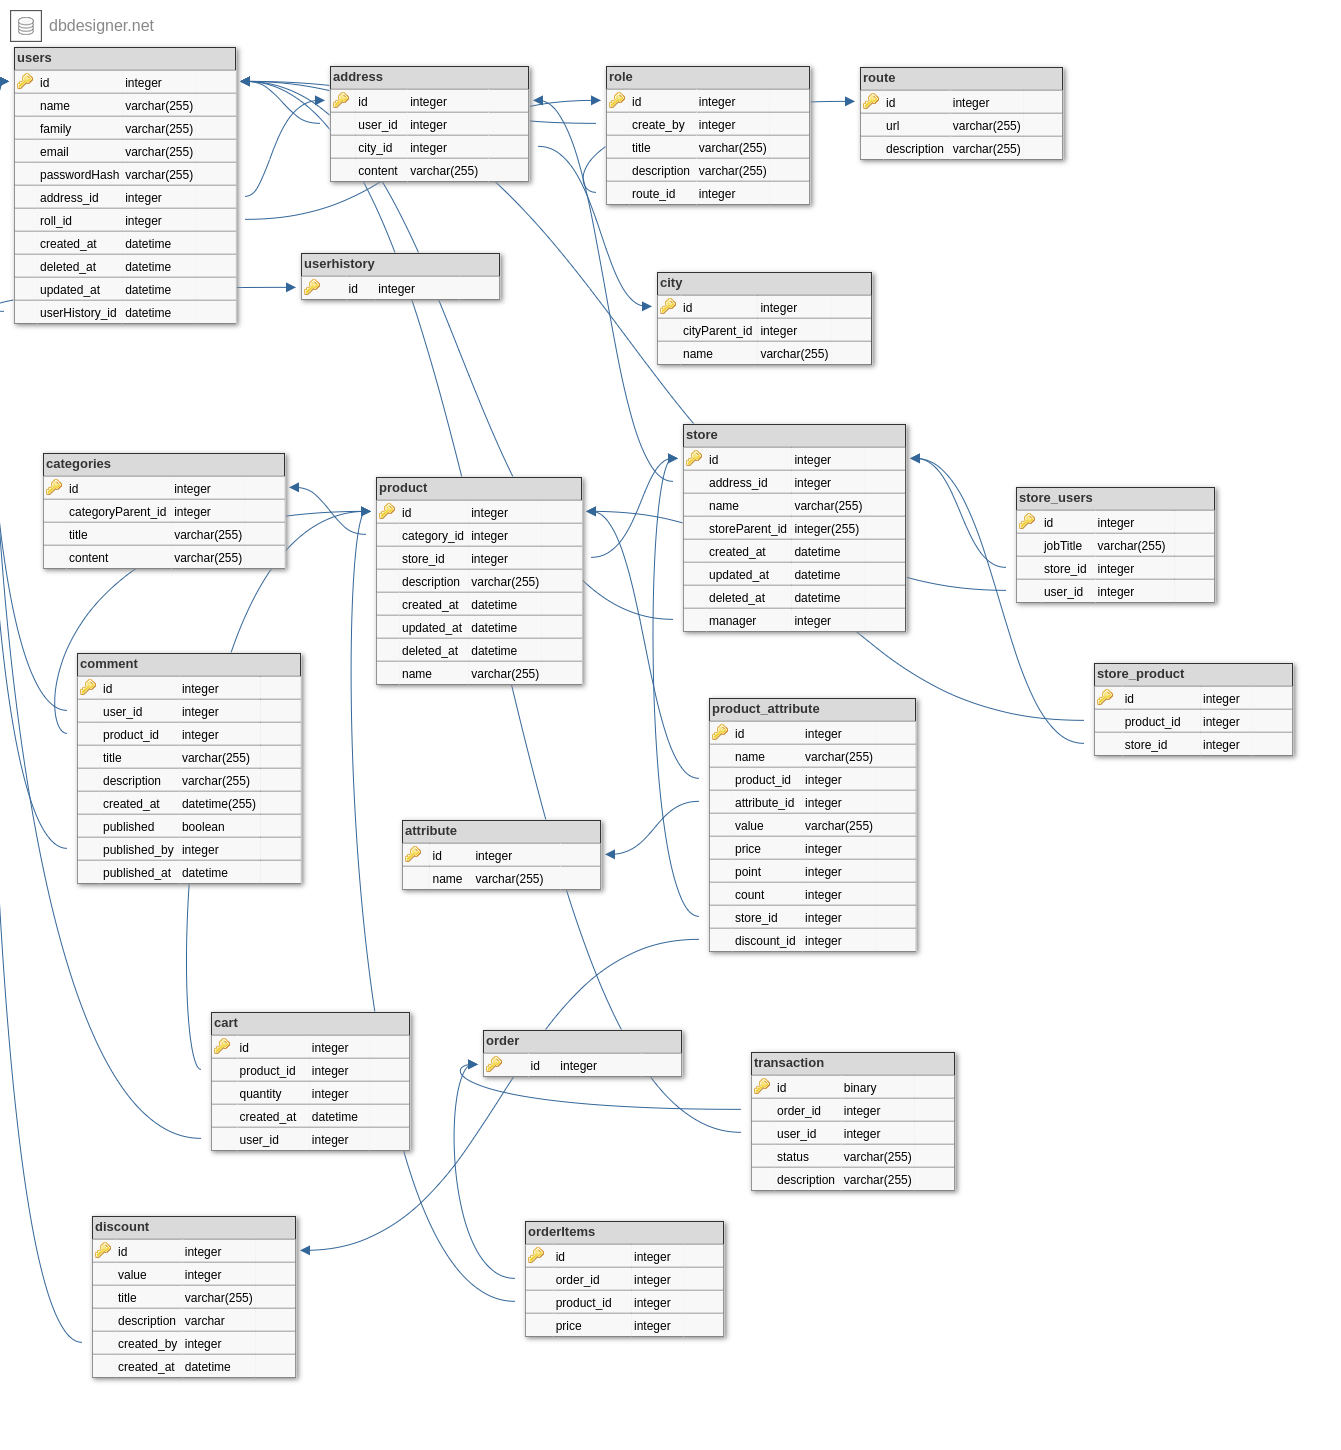 dbdesigner.net
users
id integer
name varchar(255)
family varchar(255)
email varchar(255)
passwordHash varchar(255)
address_id integer
roll_id integer
created_at datetime
deleted_at datetime
updated_at datetime
userHistory_id datetime
address
id integer
user_id integer
city_id integer
content varchar(255)
role
id integer
create_by integer
title varchar(255)
description varchar(255)
route_id integer
route
id integer
url varchar(255)
description varchar(255)
userhistory
id integer
city
id integer
cityParent_id integer
name varchar(255)
categories
id integer
categoryParent_id integer
title varchar(255)
content varchar(255)
product
id integer
category_id integer
store_id integer
description varchar(255)
created_at datetime
updated_at datetime
deleted_at datetime
name varchar(255)
store
id integer
address_id integer
name varchar(255)
storeParent_id integer(255)
created_at datetime
updated_at datetime
deleted_at datetime
manager integer
store_users
id integer
jobTitle varchar(255)
store_id integer
user_id integer
comment
id integer
user_id integer
product_id integer
title varchar(255)
description varchar(255)
created_at datetime(255)
published boolean
published_by integer
published_at datetime
store_product
id integer
product_id integer
store_id integer
product_attribute
id integer
name varchar(255)
product_id integer
attribute_id integer
value varchar(255)
price integer
point integer
count integer
store_id integer
discount_id integer
attribute
id integer
name varchar(255)
cart
id integer
product_id integer
quantity integer
created_at datetime
user_id integer
order
id integer
transaction
id binary
order_id integer
user_id integer
status varchar(255)
description varchar(255)
discount
id integer
value integer
title varchar(255)
description varchar
created_by integer
created_at datetime
orderItems
id integer
order_id integer
product_id integer
price integer